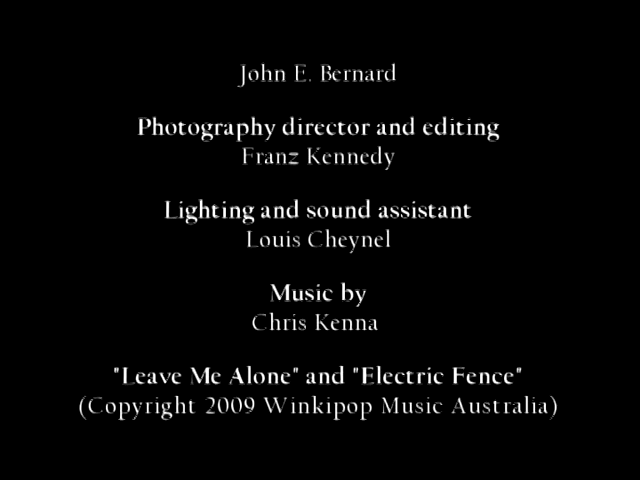 John E. Bernard
Photography director and editing
Franz Kennedy
Lighting and sound assistant
Louis Cheynel
Music by
Chris Kenna
"Leave Me Alone" and "Electric Fence"
(Copyright 2009 Winkipop Music Australia)